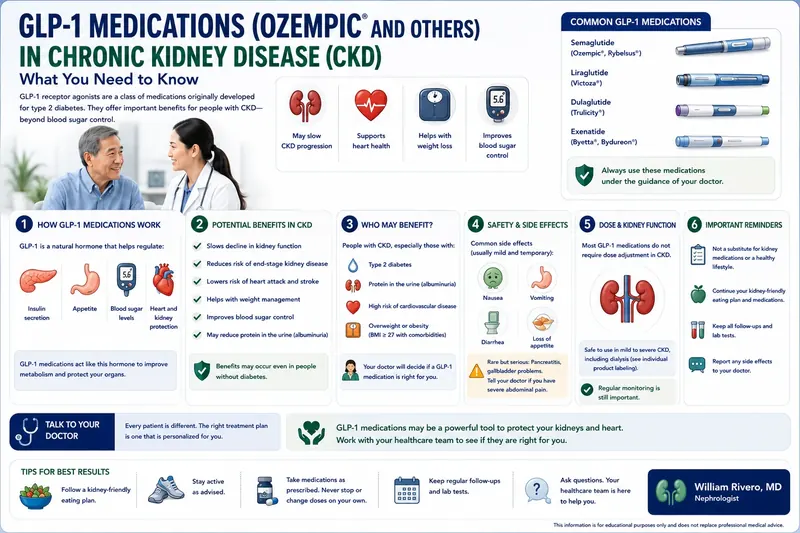 GLP-1 MEDICATIONS (OZEMPIC® AND OTHERS)
IN CHRONIC KIDNEY DISEASE (CKD)
What You Need to Know
GLP-1 receptor agonists are a class of medications originally developed
for type 2 diabetes. They offer important benefits for people with CKD—
beyond blood sugar control.
May slow
CKD progression
Supports
heart health
Helps with
weight loss
5.6
Improves
blood sugar
control
COMMON GLP-1 MEDICATIONS
Semaglutide
(Ozempic®, Rybelsus®)
Liraglutide
(Victoza®)
Dulaglutide
(Trulicity®)
Exenatide
(Byetta®, Bydureon®)
Always use these medications
under the guidance of your doctor.
1 HOW GLP-1 MEDICATIONS WORK
GLP-1 is a natural hormone that helps regulate:
Insulin
secretion
Appetite
5.6
Blood sugar
levels
Heart and
kidney
protection
GLP-1 medications act like this hormone to improve
metabolism and protect your organs.
2 POTENTIAL BENEFITS IN CKD
Slows decline in kidney function
Reduces risk of end-stage kidney disease
Lowers risk of heart attack and stroke
Helps with weight management
Improves blood sugar control
May reduce protein in the urine (albuminuria)
Benefits may occur even in people
without diabetes.
3 WHO MAY BENEFIT?
People with CKD, especially those with:
Type 2 diabetes
Protein in the urine (albuminuria)
High risk of cardiovascular disease
Overweight or obesity
(BMI ≥ 27 with comorbidities)
Your doctor will decide if a GLP-1
medication is right for you.
4 SAFETY & SIDE EFFECTS
Common side effects
(usually mild and temporary):
Nausea
Vomiting
Diarrhea
Loss of
appetite
Rare but serious: Pancreatitis,
gallbladder problems.
Tell your doctor if you have
severe abdominal pain.
5 DOSE & KIDNEY FUNCTION
Most GLP-1 medications do not
require dose adjustment in CKD.
Safe to use in mild to severe CKD,
including dialysis (see individual
product labeling).
Regular monitoring is
still important.
6 IMPORTANT REMINDERS
Not a substitute for kidney
medications or a healthy
lifestyle.
Continue your kidney-friendly
eating plan and medications.
Keep all follow-ups and
lab tests.
Report any side effects
to your doctor.
TALK TO YOUR
DOCTOR
Every patient is different. The right treatment plan
is one that is personalized for you.
GLP-1 medications may be a powerful tool to protect your kidneys and heart.
Work with your healthcare team to see if they are right for you.
TIPS FOR BEST RESULTS
Follow a kidney-friendly
eating plan.
Stay active
as advised.
Take medications as
prescribed. Never stop or
change doses on your own.
Keep regular follow-ups
and lab tests.
?
Ask questions. Your
healthcare team is here
to help you.
William Rivero, MD
Nephrologist
This information is for educational purposes only and does not replace professional medical advice.